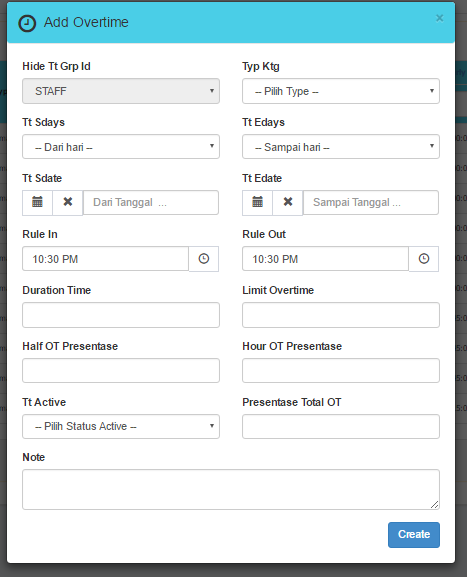 Add Overtime ×
Hide Tt Grp Id Typ Ktg
STAFF -- Pilih Type --
Tt Sdays Tt Edays
-- Dari hari -- -- Sampai hari --
Tt Sdate Tt Edate
Dari Tanggal ... Sampai Tanggal ...
Rule In Rule Out
10:30 PM 10:30 PM
Duration Time Limit Overtime
Half OT Presentase Hour OT Presentase
Tt Active Presentase Total OT
-- Pilih Status Active --
Note
Create